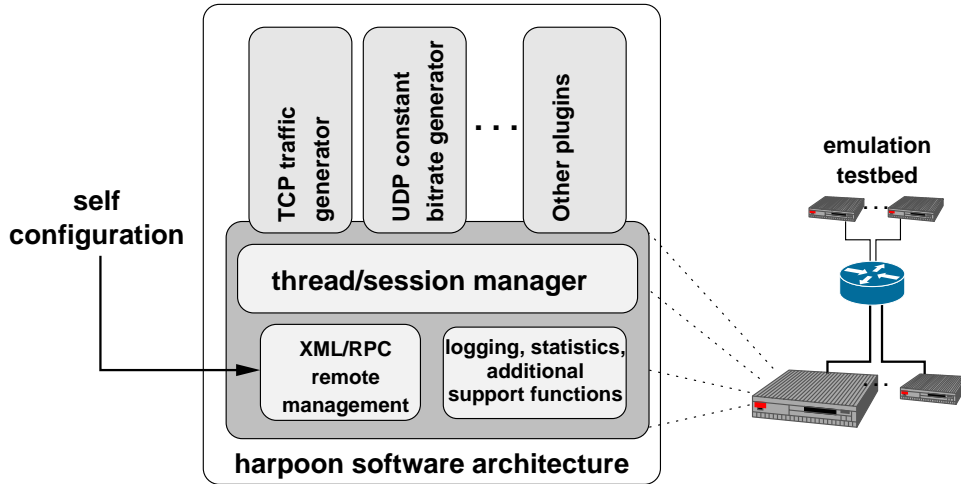 TCP traffic
generator
UDP constant
bitrate generator
. . .
Other plugins
emulation
testbed
self
configuration
thread/session manager
XML/RPC
remote
management
logging, statistics,
additional
support functions
harpoon software architecture